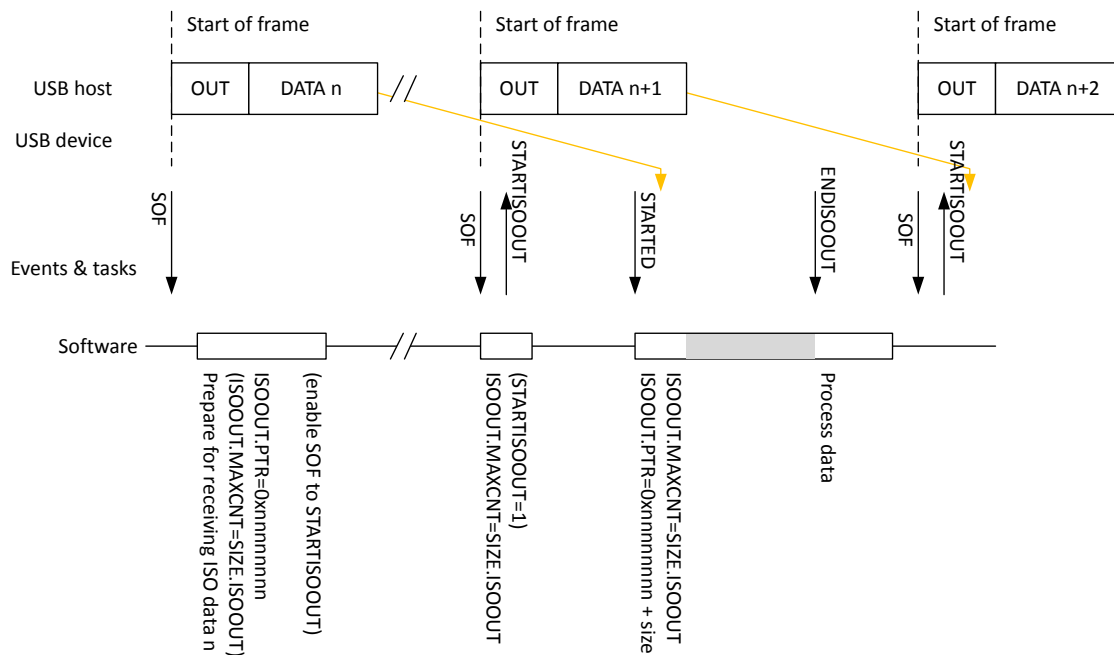 Start of frame
Start of frame
Start of frame
USB host
OUT
DATA n
OUT
DATA n+1
OUT
DATA n+2
USB device
SOF
SOF
STARTISOOUT
STARTED
ENDISOOUT
SOF
STARTISOOUT
Events & tasks
Software
Prepare for receiving ISO data n
(ISOOUT.MAXCNT=SIZE.ISOOUT)
ISOOUT.PTR=0xnnnnnnnn
(enable SOF to STARTISOOUT)
ISOOUT.MAXCNT=SIZE.ISOOUT
(STARTISOOUT=1)
ISOOUT.PTR=0xnnnnnnnn + size
ISOOUT.MAXCNT=SIZE.ISOOUT
Process data